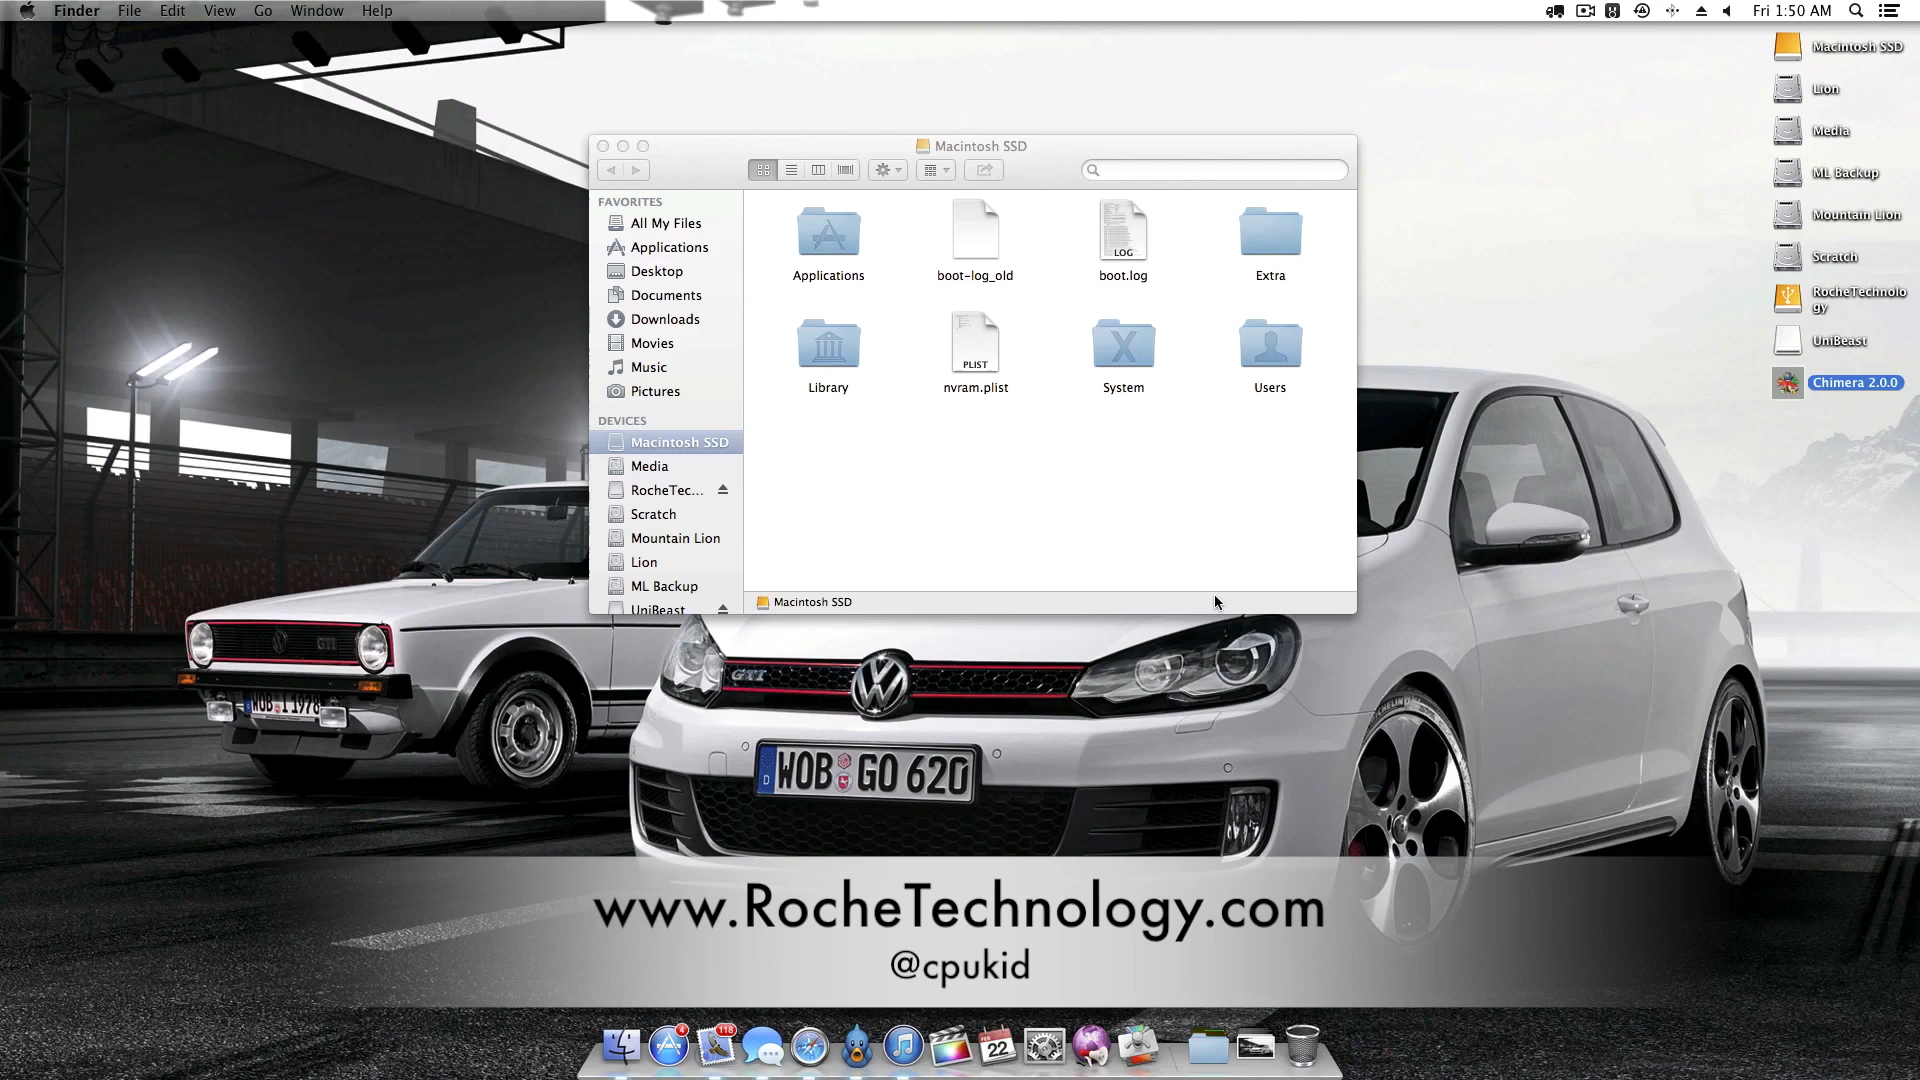 Finder File Edit View Go Window Help
Fri 1:50 AM
Macintosh SSD
Lion
Media
ML Backup
Mountain Lion
Scratch
RocheTechnolo
gy
UniBeast
Chimera 2.0.0
Macintosh SSD
FAVORITES
All My Files
Applications
Desktop
Documents
Downloads
Movies
Music
Pictures
DEVICES
Macintosh SSD
Media
RocheTec...
Scratch
Mountain Lion
Lion
ML Backup
UniBeast
Applications
boot-log_old
LOG
boot.log
Extra
Library
PLIST
nvram.plist
System
Users
Macintosh SSD
GTI
WOB I 1978
GTI
WOB GO 620
D
MICHELIN
www.RocheTechnology.com
@cpukid
4
118
FEB
22